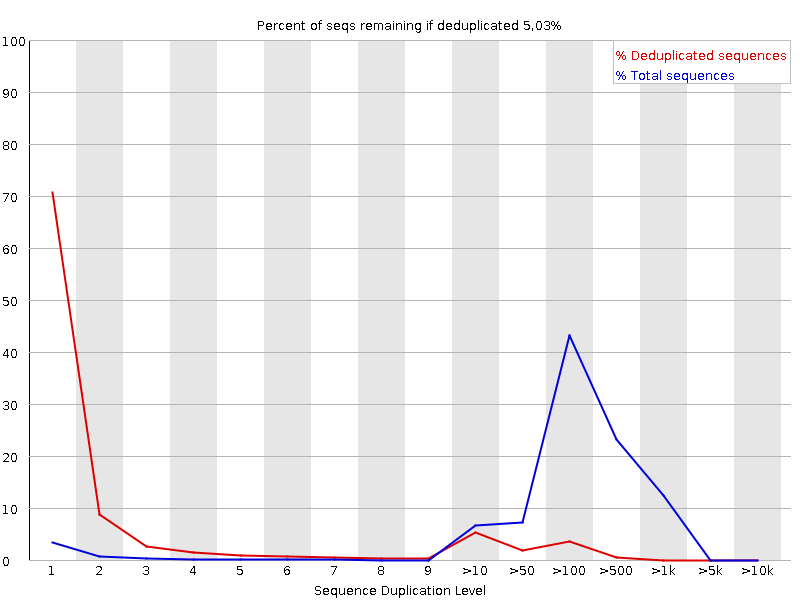 Percent of seqs remaining if deduplicated 5,03%
% Deduplicated sequences
% Total sequences
100
90
80
70
60
50
40
30
20
10
0
1 2 3 4 5 6 7 8 9 >10 >50 >100 >500 >1k >5k >10k
Sequence Duplication Level